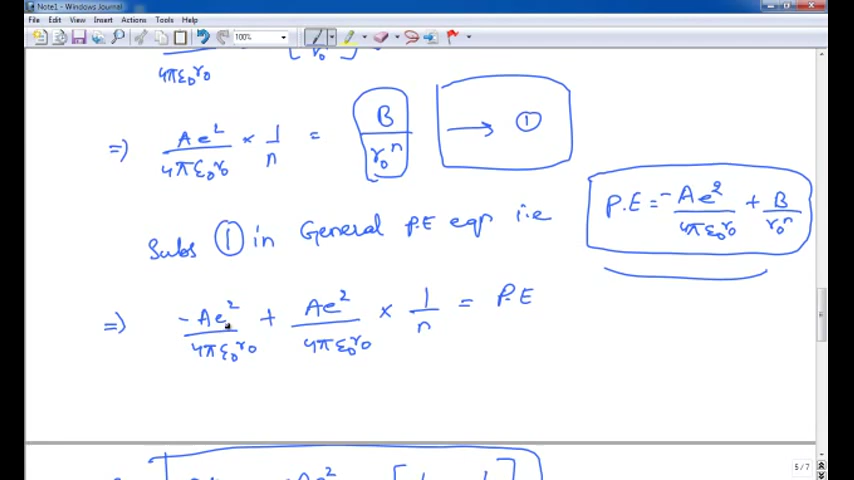 Note1 - Windows Journal
File Edit View Insert Actions Tools Help
100%
4πε₀r₀
⇒) Ae²/4πε₀r₀ × 1/n = B/r₀ⁿ → ①
Subs ① in General P.E eqn i.e P.E = -Ae²/4πε₀r₀ + B/r₀ⁿ
⇒) -Ae²/4πε₀r₀ + Ae²/4πε₀r₀ × 1/n = P.E
5 / 7